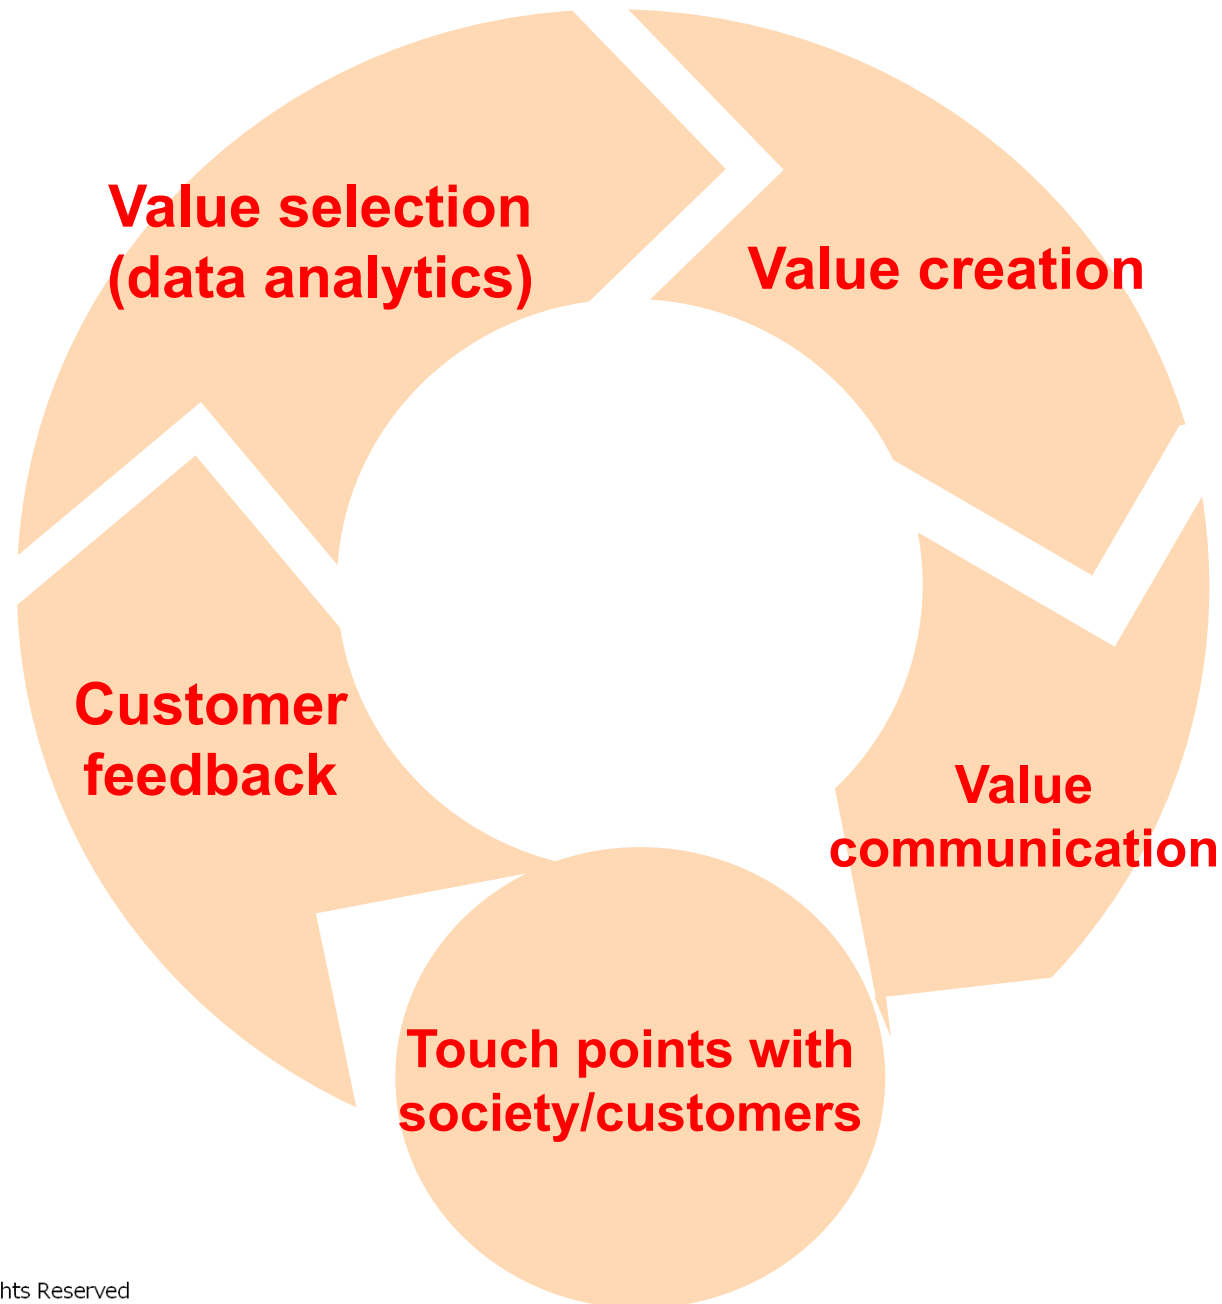 Value selection
(data analytics)
Value creation
Customer
feedback
Value
communication
Touch points with
society/customers
hts Reserved